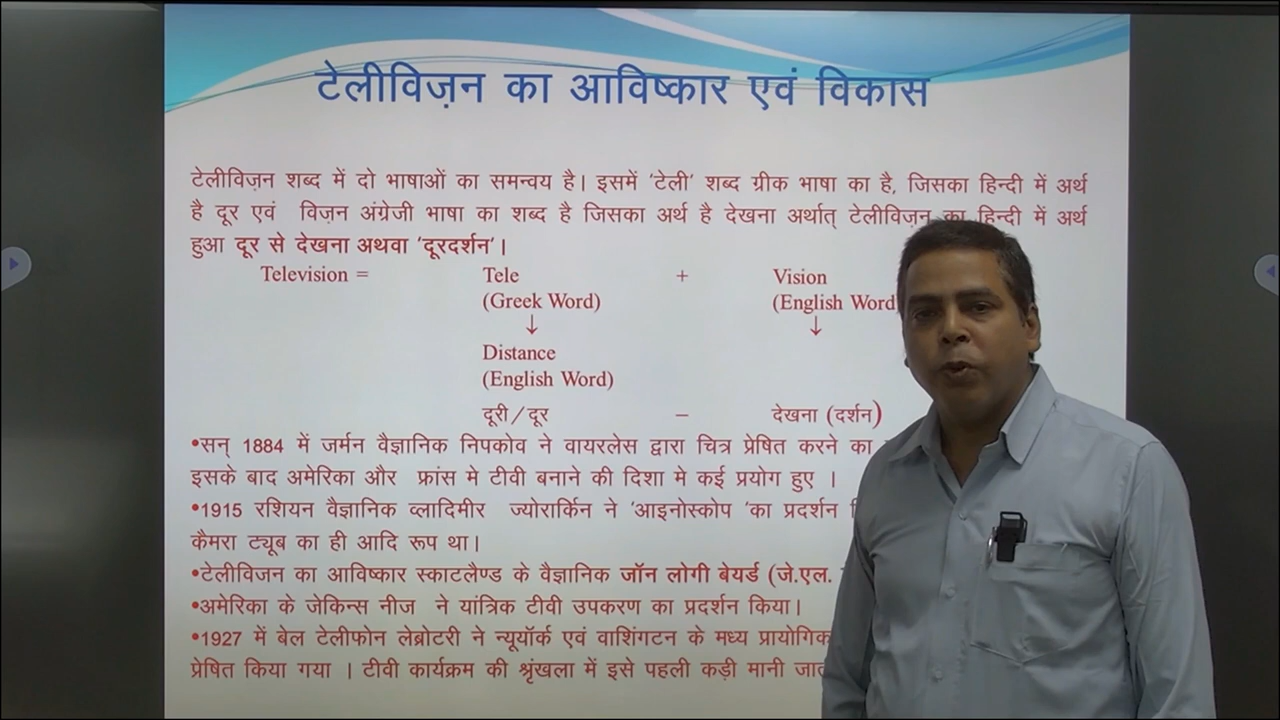 टेलीविज़न का आविष्कार एवं विकास
टेलीविज़न शब्द में दो भाषाओं का समन्वय है। इसमें 'टेली' शब्द ग्रीक भाषा का है, जिसका हिन्दी में अर्थ
है दूर एवं विज़न अंग्रेजी भाषा का शब्द है जिसका अर्थ है देखना अर्थात् टेलीविज़न का हिन्दी में अर्थ
हुआ दूर से देखना अथवा 'दूरदर्शन'।
Television = Tele + Vision
(Greek Word) (English Word
↓ ↓
Distance
(English Word)
दूरी / दूर – देखना (दर्शन)
•सन् 1884 में जर्मन वैज्ञानिक निपकोव ने वायरलेस द्वारा चित्र प्रेषित करने का
इसके बाद अमेरिका और फ्रांस मे टीवी बनाने की दिशा मे कई प्रयोग हुए ।
•1915 रशियन वैज्ञानिक व्लादिमीर ज्योरार्किन ने 'आइनोस्कोप 'का प्रदर्शन
कैमरा ट्यूब का ही आदि रूप था।
•टेलीविजन का आविष्कार स्काटलैण्ड के वैज्ञानिक जॉन लोगी बेयर्ड (जे.एल.
•अमेरिका के जेकिन्स नीज ने यांत्रिक टीवी उपकरण का प्रदर्शन किया।
•1927 में बेल टेलीफोन लेब्रोटरी ने न्यूयॉर्क एवं वाशिंगटन के मध्य प्रायोगिक
प्रेषित किया गया । टीवी कार्यक्रम की श्रृंखला में इसे पहली कड़ी मानी